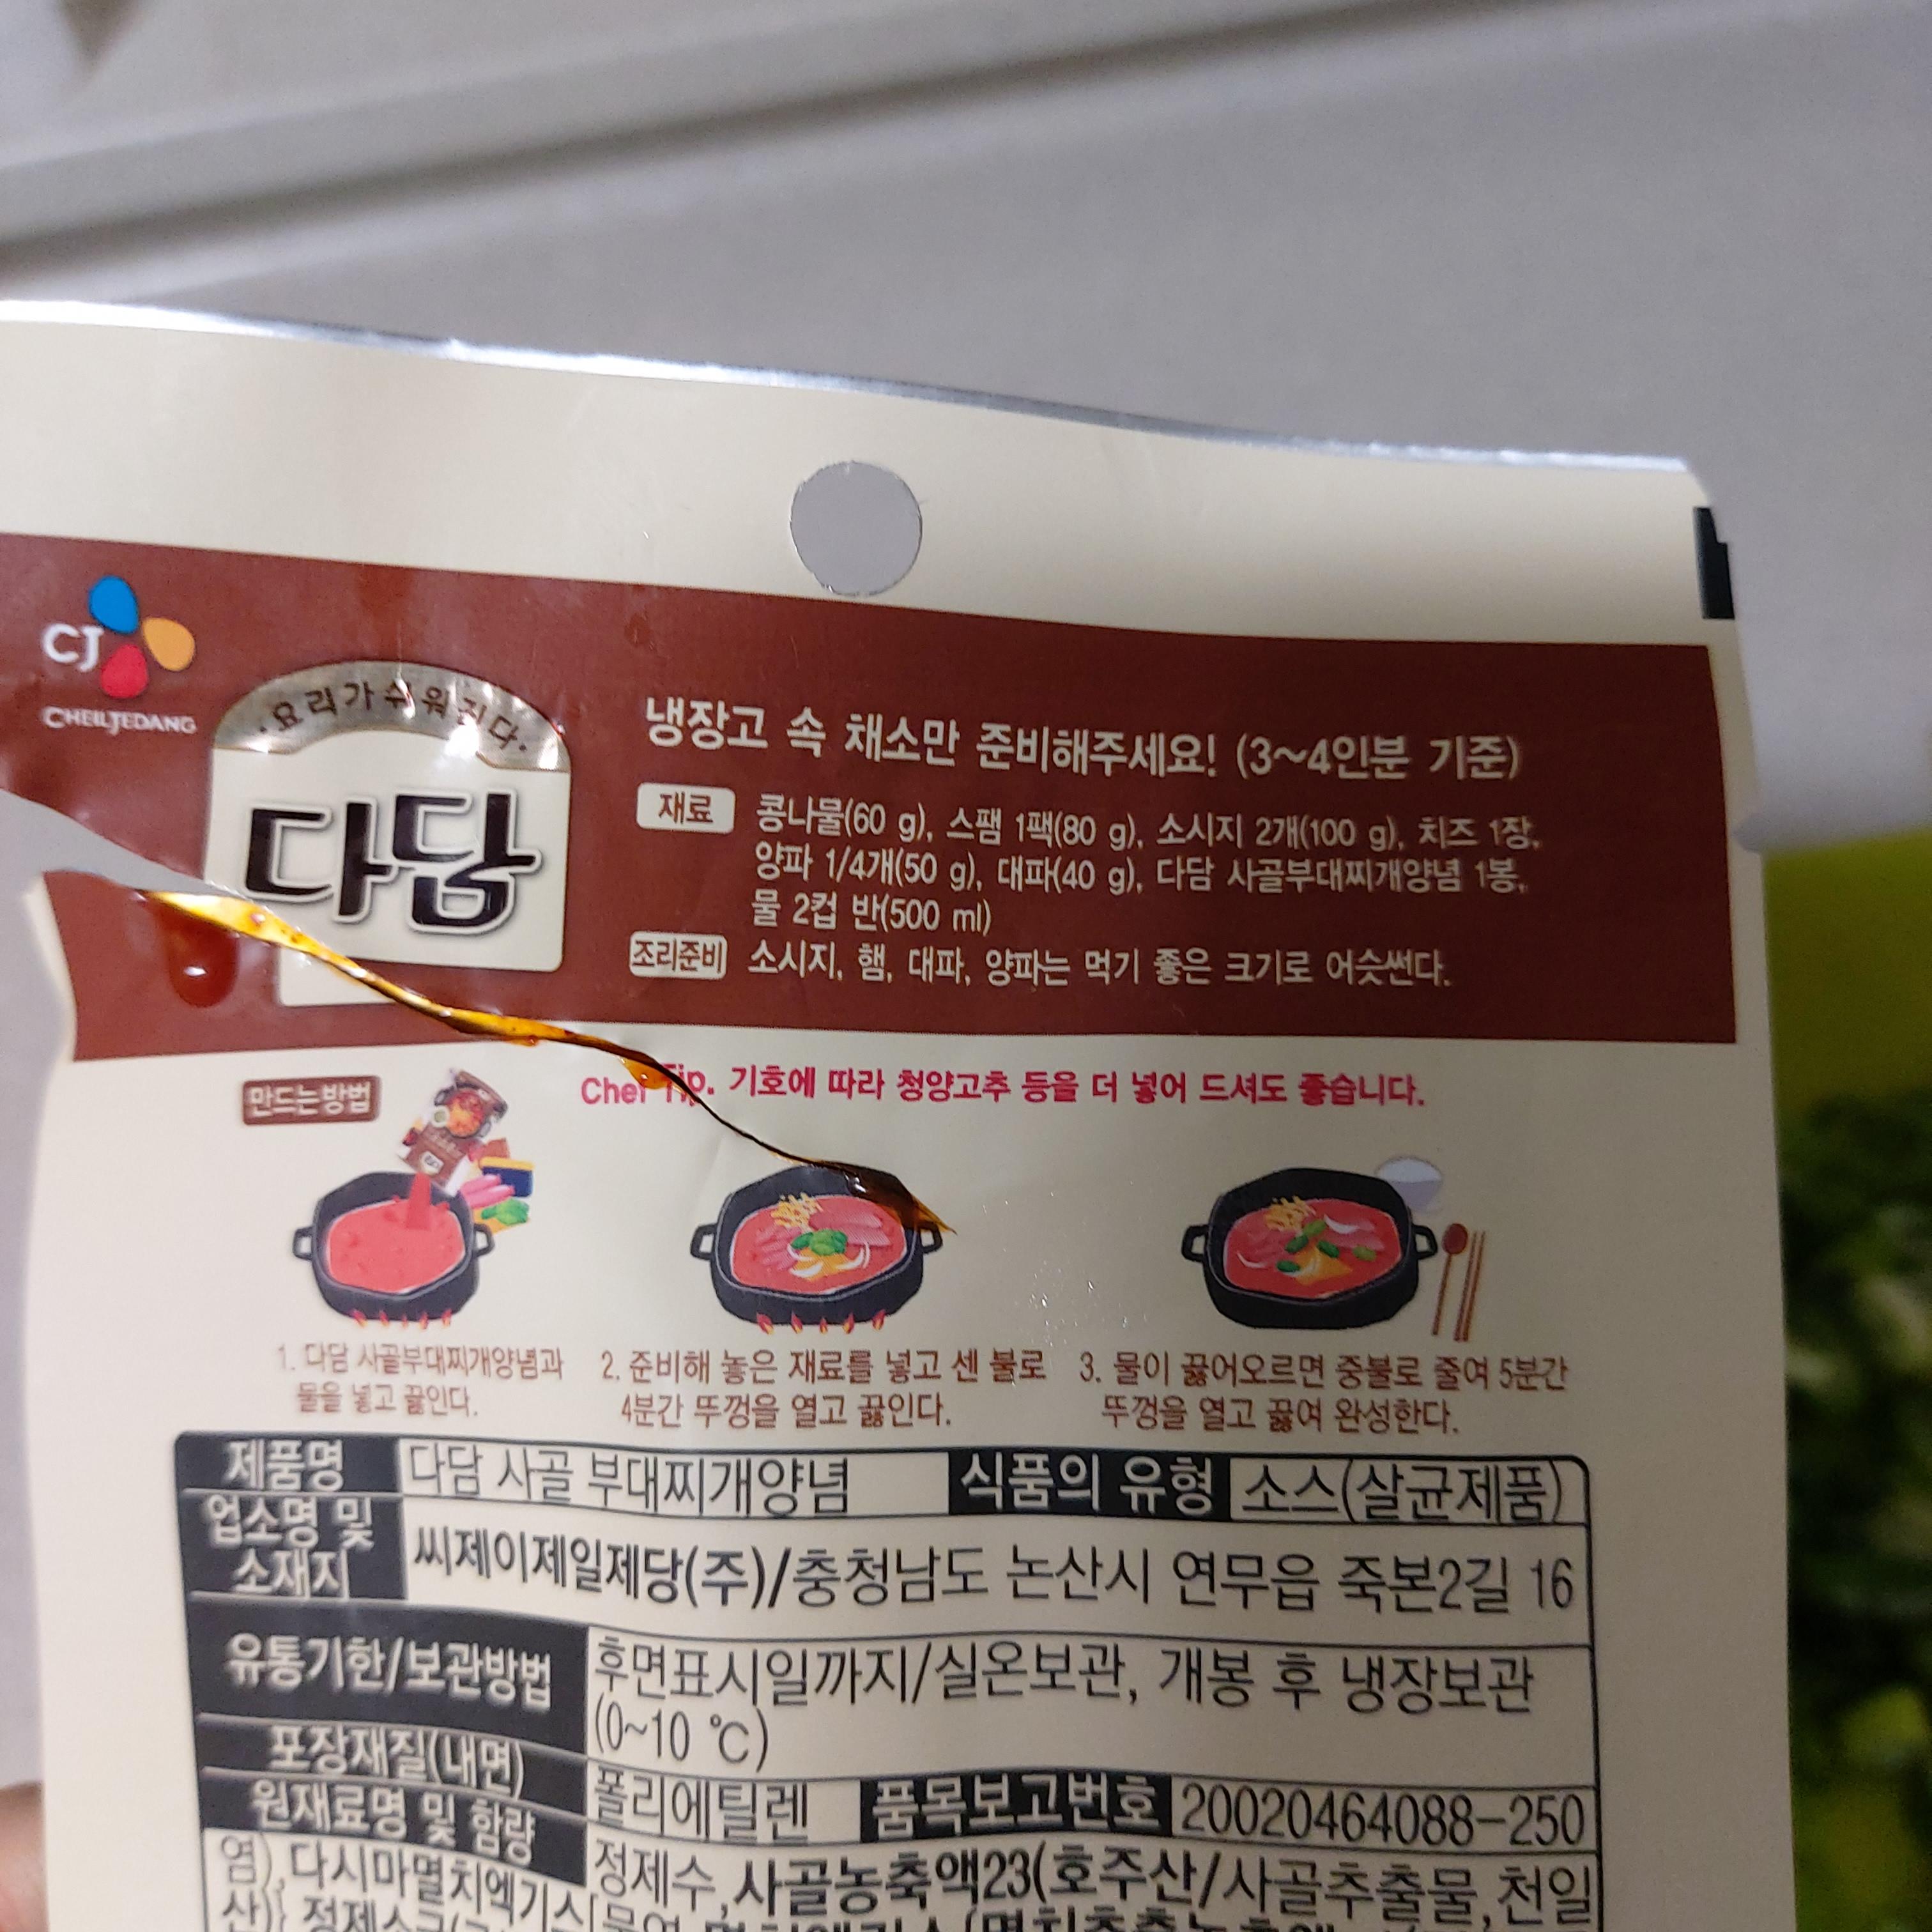 CJ
CHEILJEDANG
·요리가 쉬워진다·
다담
냉장고 속 채소만 준비해주세요! (3~4인분 기준)
재료 콩나물(60 g), 스팸 1팩(80 g), 소시지 2개(100 g), 치즈 1장,
양파 1/4개(50 g), 대파(40 g), 다담 사골부대찌개양념 1봉,
물 2컵 반(500 ml)
조리준비 소시지, 햄, 대파, 양파는 먹기 좋은 크기로 어슷썬다.
Chef Tip. 기호에 따라 청양고추 등을 더 넣어 드셔도 좋습니다.
만드는방법
1. 다담 사골부대찌개양념과
물을 넣고 끓인다.
2. 준비해 놓은 재료를 넣고 센 불로
4분간 뚜껑을 열고 끓인다.
3. 물이 끓어오르면 중불로 줄여 5분간
뚜껑을 열고 끓여 완성한다.
제품명 다담 사골 부대찌개양념 식품의 유형 소스(살균제품)
업소명 및
소재지 씨제이제일제당(주)/충청남도 논산시 연무읍 죽본2길 16
유통기한/보관방법 후면표시일까지/실온보관, 개봉 후 냉장보관
(0~10 ℃)
포장재질(내면) 폴리에틸렌 품목보고번호 20020464088-250
원재료명 및 함량 정제수, 사골농축액23(호주산/사골추출물, 천일
염), 다시마멸치엑기스